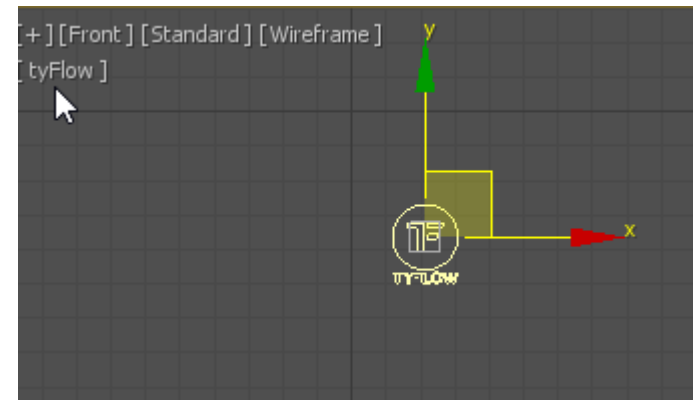 [+][Front][Standard][Wireframe]
[ tyFlow ]
y
x
TY-FLOW